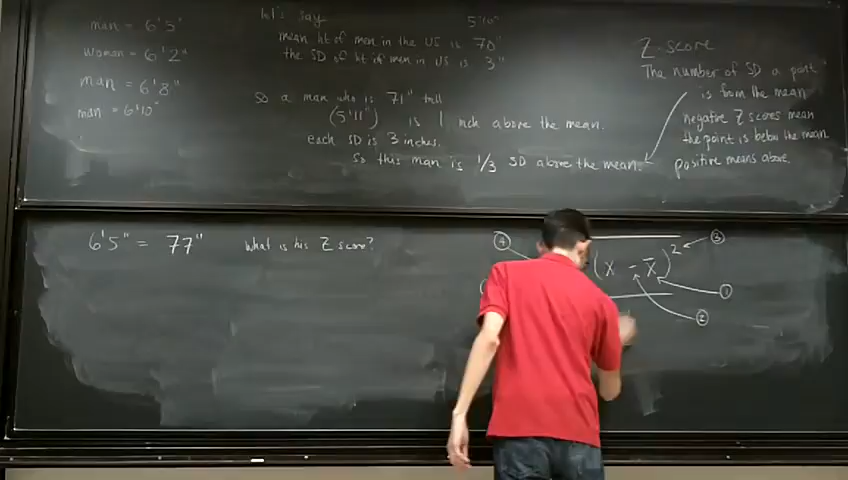 man = 6'5"
woman = 6'2"
man = 6'8"
man = 6'10"
let's say
5'10"
mean ht of men in the US is 70"
the SD of ht of men in US is 3"
So a man who is 71" tall
(5'11") is 1 inch above the mean.
each SD is 3 inches.
So this man is 1/3 SD above the mean.
Z-score
The number of SD a point
is from the mean
negative Z scores mean
the point is below the mean
positive means above.
6'5" = 77" What is his Z score?
④ (X - X̄)² ③
①
②